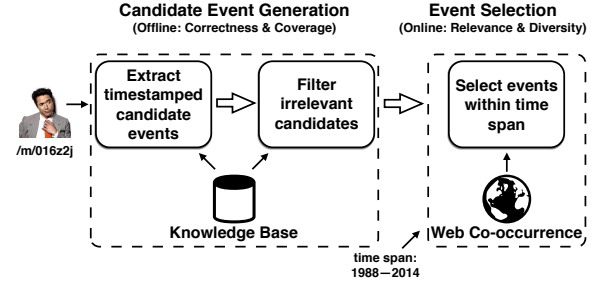 Candidate Event Generation
(Offline: Correctness & Coverage)
Event Selection
(Online: Relevance & Diversity)
Extract
timestamped
candidate
events
Filter
irrelevant
candidates
Select events
within time
span
/m/016z2j
Knowledge Base
Web Co-occurrence
time span:
1988—2014